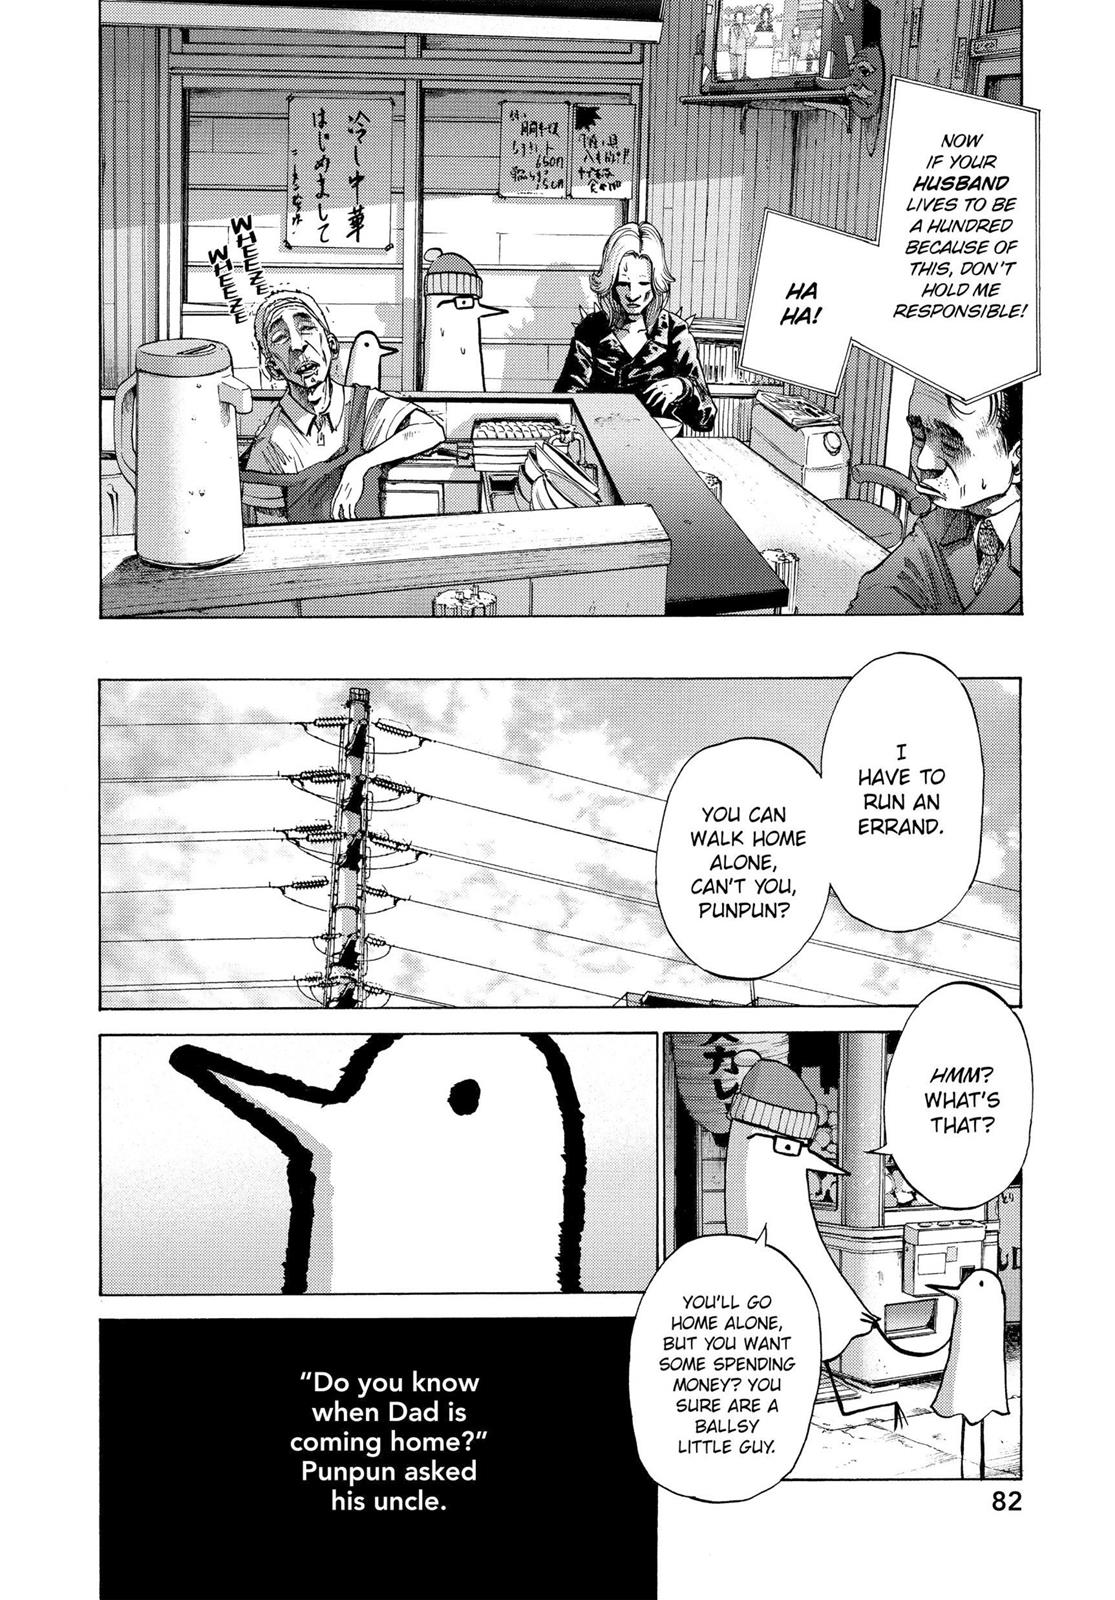 NOW
IF YOUR
HUSBAND
LIVES TO BE
A HUNDRED
BECAUSE OF
THIS, DON'T
HOLD ME
RESPONSIBLE!
HA
HA!
冷し中華
はじめまして
WHEEZE
WHEEZE
I
HAVE TO
RUN AN
ERRAND.
YOU CAN
WALK HOME
ALONE,
CAN'T YOU,
PUNPUN?
HMM?
WHAT'S
THAT?
YOU'LL GO
HOME ALONE,
BUT YOU WANT
SOME SPENDING
MONEY? YOU
SURE ARE A
BALLSY
LITTLE GUY.
“Do you know
when Dad is
coming home?”
Punpun asked
his uncle.
82